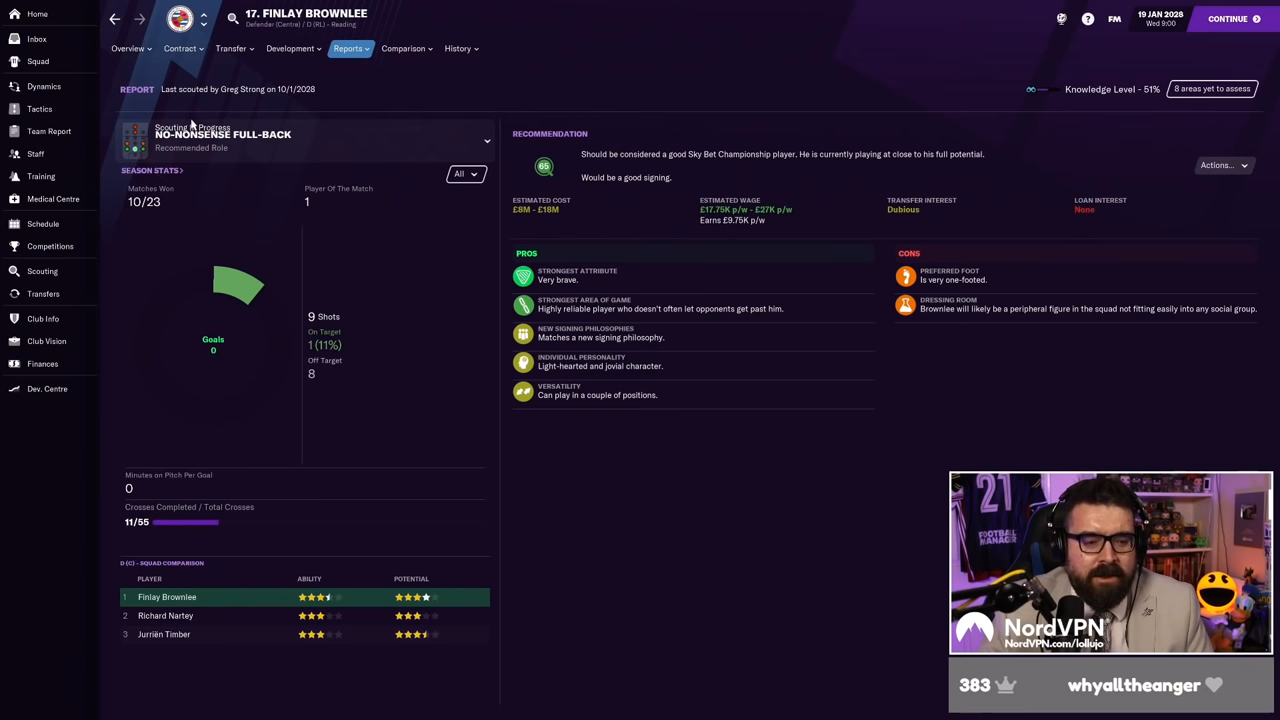 Home
17. FINLAY BROWNLEE
Defender (Centre) / D (RL) - Reading
FM
19 JAN 2028
Wed 9:00
CONTINUE
Inbox
Squad
Dynamics
Tactics
Team Report
Staff
Training
Medical Centre
Schedule
Competitions
Scouting
Transfers
Club Info
Club Vision
Finances
Dev. Centre
Overview
Contract
Transfer
Development
Reports
Comparison
History
REPORT
Last scouted by Greg Strong on 10/1/2028
Knowledge Level - 51%
8 areas yet to assess
Scouting In Progress
NO-NONSENSE FULL-BACK
Recommended Role
SEASON STATS
All
Matches Won
10/23
Player Of The Match
1
Goals
0
9 Shots
On Target
1 (11%)
Off Target
8
Minutes on Pitch Per Goal
0
Crosses Completed / Total Crosses
11/55
D (C) - SQUAD COMPARISON
PLAYER ABILITY POTENTIAL
1 Finlay Brownlee
2 Richard Nartey
3 Jurriën Timber
RECOMMENDATION
65
Should be considered a good Sky Bet Championship player. He is currently playing at close to his full potential.
Would be a good signing.
Actions...
ESTIMATED COST
£8M - £18M
ESTIMATED WAGE
£17.75K p/w - £27K p/w
Earns £9.75K p/w
TRANSFER INTEREST
Dubious
LOAN INTEREST
None
PROS
STRONGEST ATTRIBUTE
Very brave.
STRONGEST AREA OF GAME
Highly reliable player who doesn't often let opponents get past him.
NEW SIGNING PHILOSOPHIES
Matches a new signing philosophy.
INDIVIDUAL PERSONALITY
Light-hearted and jovial character.
VERSATILITY
Can play in a couple of positions.
CONS
PREFERRED FOOT
Is very one-footed.
DRESSING ROOM
Brownlee will likely be a peripheral figure in the squad not fitting easily into any social group.
21
FOOTBALL
MANAGER
NordVPN
NordVPN.com/lollujo
383
whyalltheanger